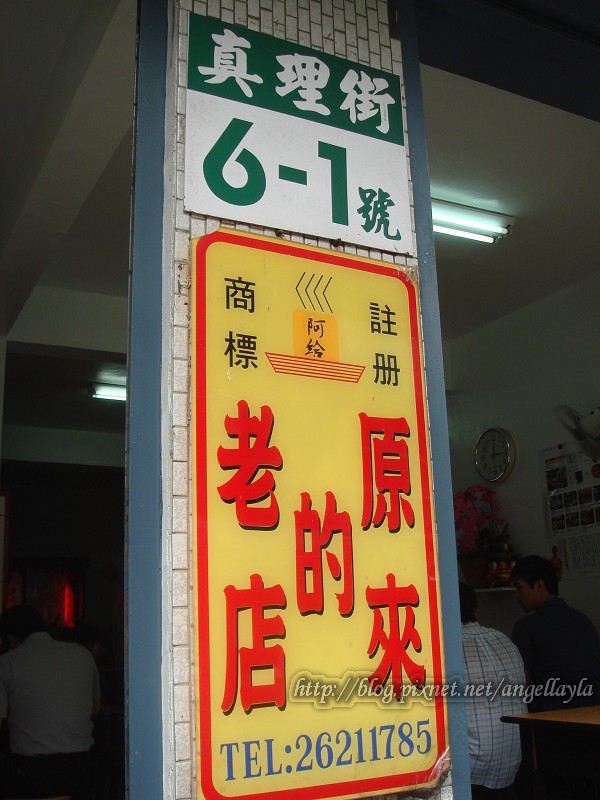 真理街
6-1號
註册
商標
阿給
原來
的
老店
TEL:26211785
http://blog.pixnet.net/angellayla